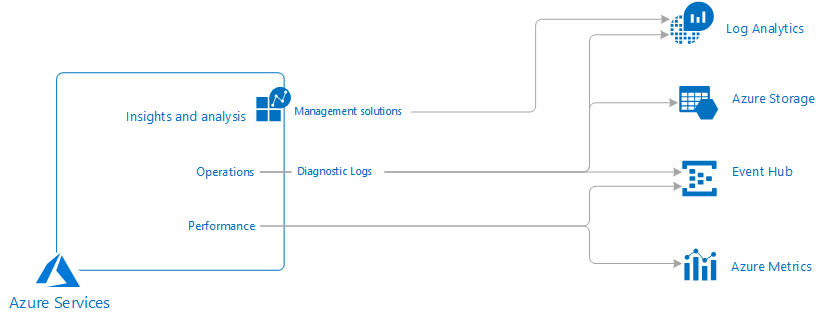 Log Analytics
Insights and analysis
Management solutions
Azure Storage
Operations
Diagnostic Logs
Event Hub
Performance
Azure Metrics
Azure Services